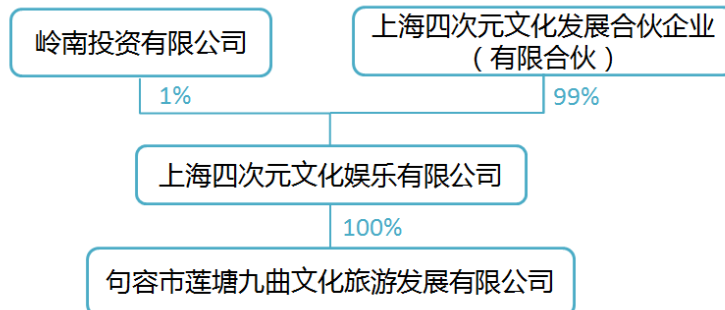 岭南投资有限公司
上海四次元文化发展合伙企业
（有限合伙）
1%
99%
上海四次元文化娱乐有限公司
100%
句容市莲塘九曲文化旅游发展有限公司